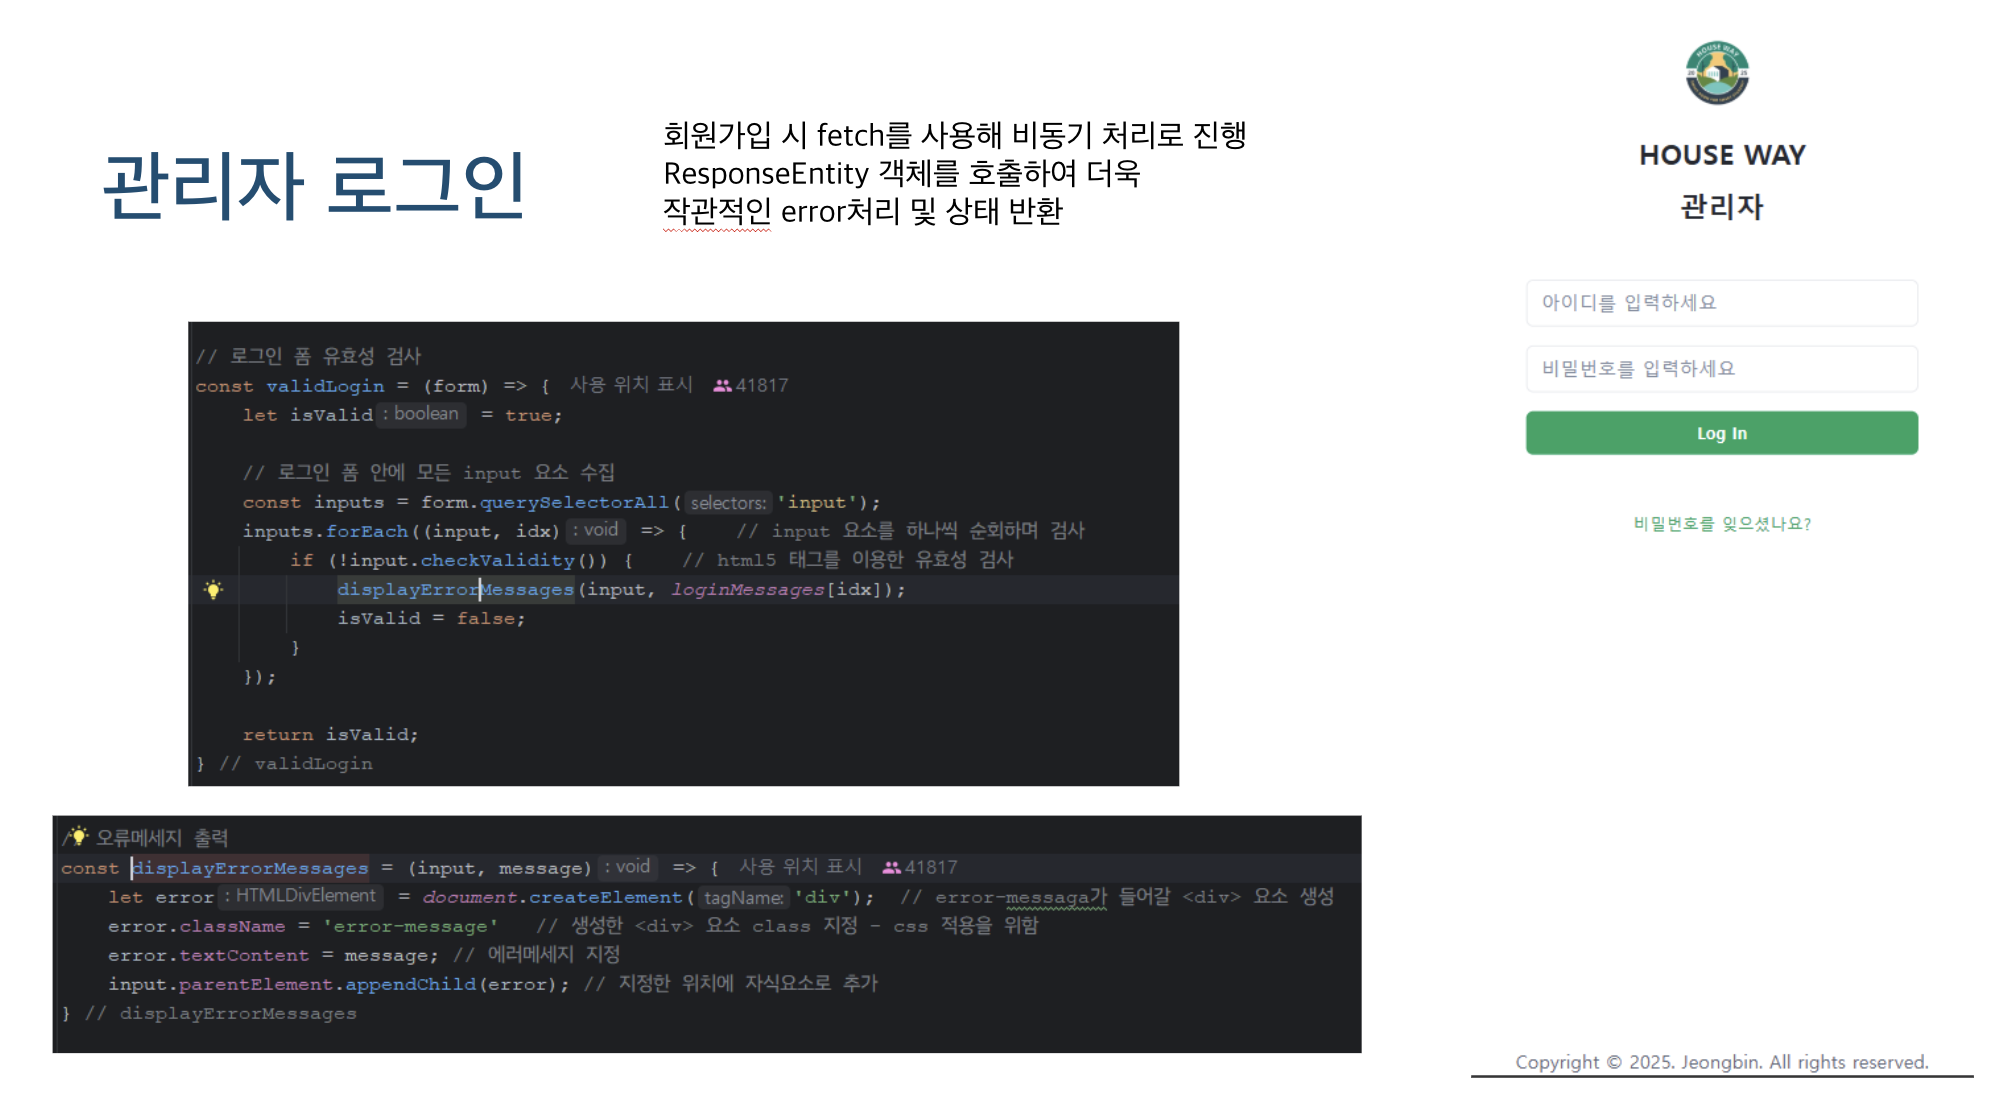 관리자 로그인
회원가입 시 fetch를 사용해 비동기 처리로 진행
ResponseEntity 객체를 호출하여 더욱
작관적인 error처리 및 상태 반환
// 로그인 폼 유효성 검사
const validLogin = (form) => {  사용 위치 표시  41817
    let isValid : boolean = true;
    // 로그인 폼 안에 모든 input 요소 수집
    const inputs = form.querySelectorAll( selectors: 'input');
    inputs.forEach((input, idx) : void => {    // input 요소를 하나씩 순회하며 검사
        if (!input.checkValidity()) {    // html5 태그를 이용한 유효성 검사
            displayErrorMessages(input, loginMessages[idx]);
            isValid = false;
        }
    });
    return isValid;
} // validLogin
/ 오류메세지 출력
const displayErrorMessages = (input, message) : void => {  사용 위치 표시  41817
    let error : HTMLDivElement = document.createElement( tagName: 'div');  // error-messaga가 들어갈 <div> 요소 생성
    error.className = 'error-message'   // 생성한 <div> 요소 class 지정 - css 적용을 위함
    error.textContent = message; // 에러메세지 지정
    input.parentElement.appendChild(error); // 지정한 위치에 자식요소로 추가
} // displayErrorMessages
HOUSE WAY
20 25
HOUSE WAY
관리자
아이디를 입력하세요
비밀번호를 입력하세요
Log In
비밀번호를 잊으셨나요?
Copyright © 2025. Jeongbin. All rights reserved.